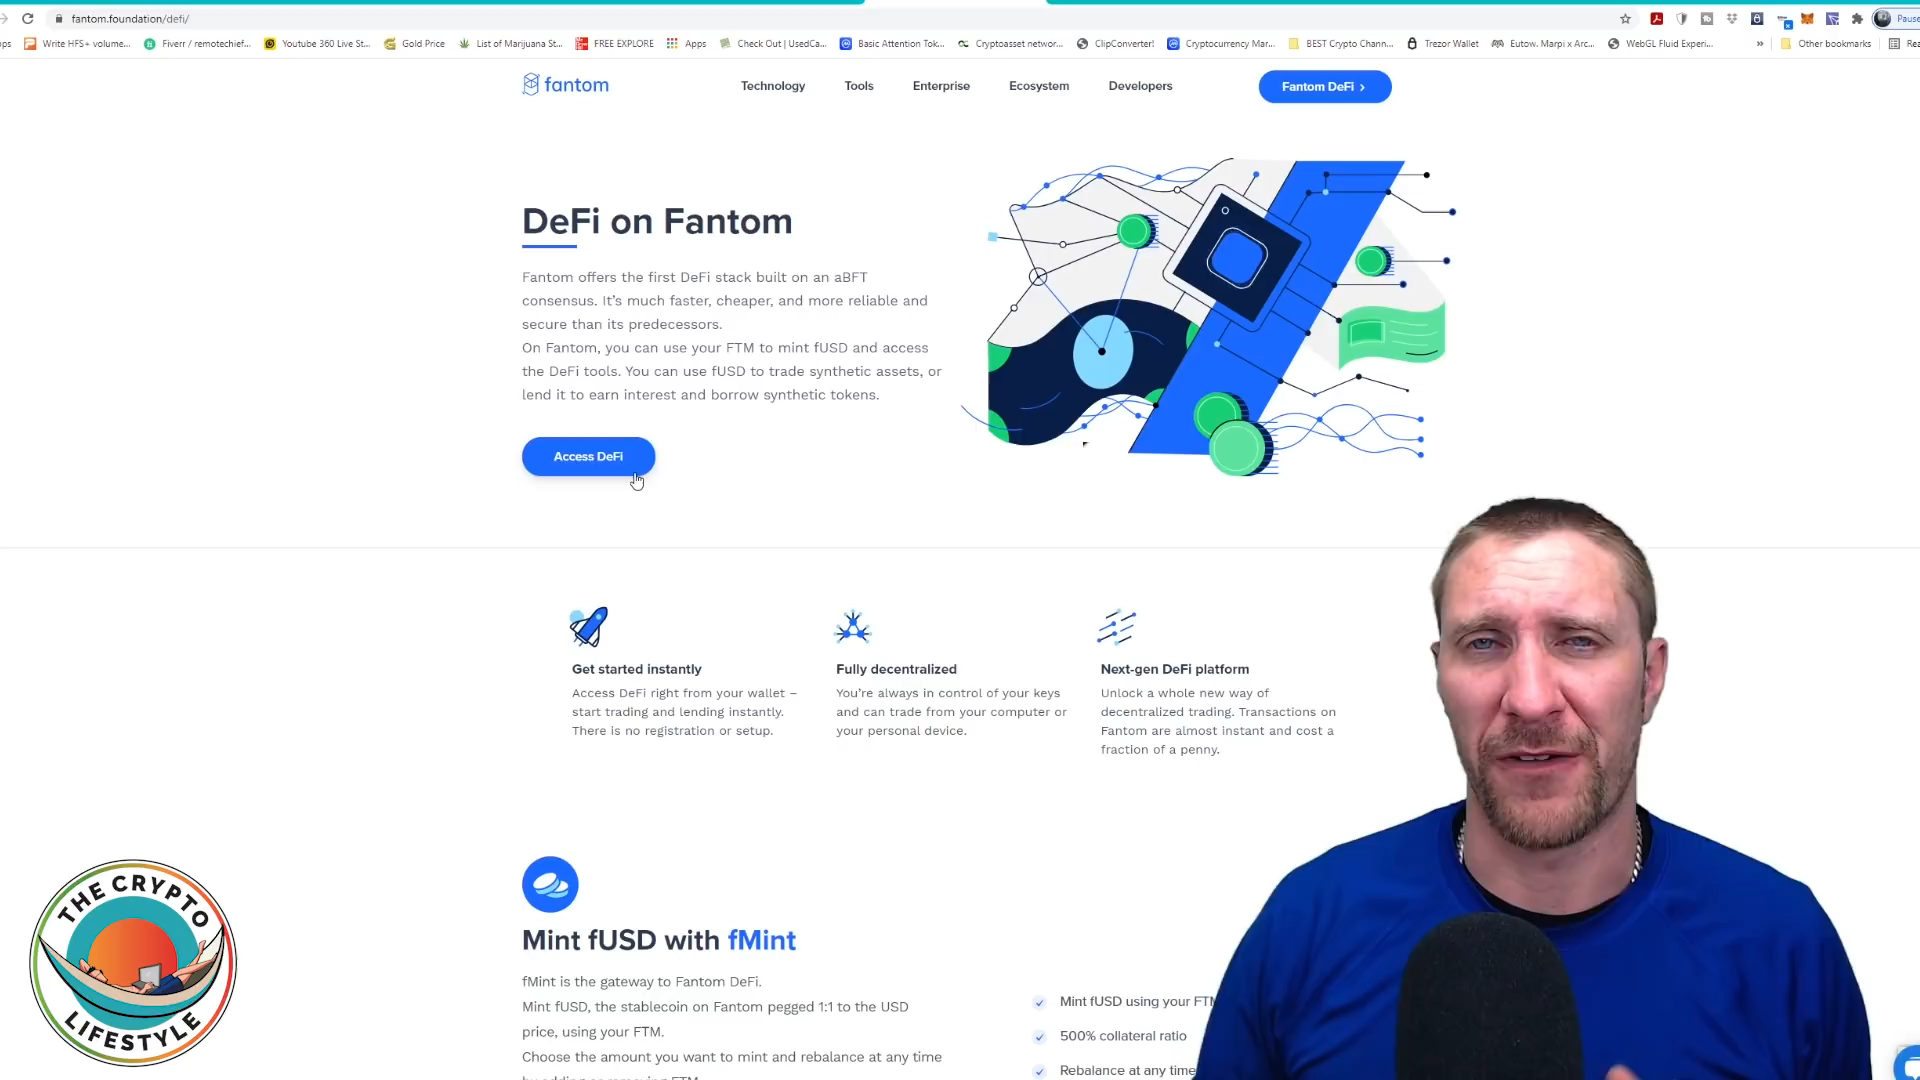 fantom.foundation/defi/
Pause
ps
Write HFS+ volume...
Fiverr / remotechief...
Youtube 360 Live St...
Gold Price
List of Marijuana St...
FREE EXPLORE
Apps
Check Out | UsedCa...
Basic Attention Tok...
Cryptoasset networ...
ClipConverter!
Cryptocurrency Mar...
BEST Crypto Chann...
Trezor Wallet
Eutow. Marpi x Arc...
WebGL Fluid Experi...
»
Other bookmarks
Rea
fantom
Technology
Tools
Enterprise
Ecosystem
Developers
Fantom DeFi ›
DeFi on Fantom
Fantom offers the first DeFi stack built on an aBFT
consensus. It's much faster, cheaper, and more reliable and
secure than its predecessors.
On Fantom, you can use your FTM to mint fUSD and access
the DeFi tools. You can use fUSD to trade synthetic assets, or
lend it to earn interest and borrow synthetic tokens.
Access DeFi
Get started instantly
Access DeFi right from your wallet –
start trading and lending instantly.
There is no registration or setup.
Fully decentralized
You're always in control of your keys
and can trade from your computer or
your personal device.
Next-gen DeFi platform
Unlock a whole new way of
decentralized trading. Transactions on
Fantom are almost instant and cost a
fraction of a penny.
Mint fUSD with fMint
fMint is the gateway to Fantom DeFi.
Mint fUSD, the stablecoin on Fantom pegged 1:1 to the USD
price, using your FTM.
Choose the amount you want to mint and rebalance at any time
by adding or removing FTM.
Mint fUSD using your FTM
500% collateral ratio
Rebalance at any time
THE CRYPTO
LIFESTYLE